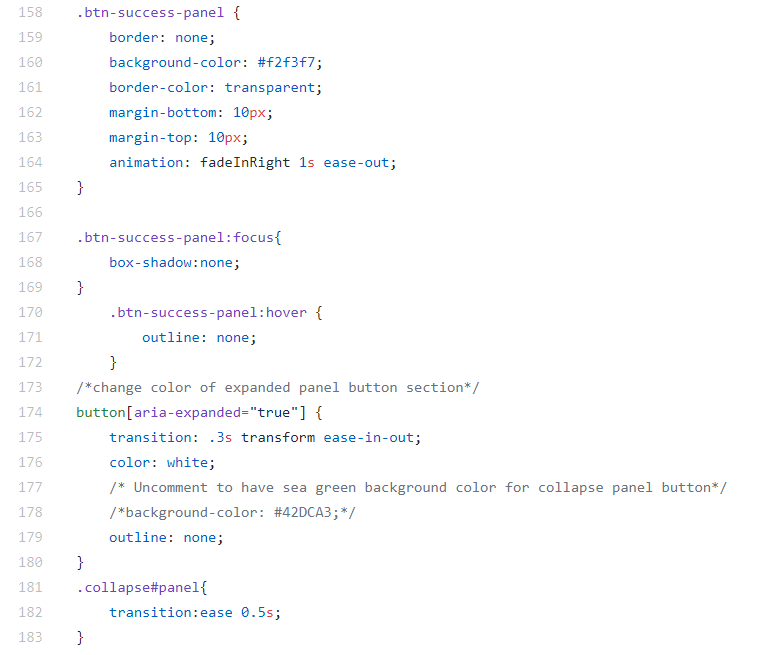 158 .btn-success-panel {
159 border: none;
160 background-color: #f2f3f7;
161 border-color: transparent;
162 margin-bottom: 10px;
163 margin-top: 10px;
164 animation: fadeInRight 1s ease-out;
165 }
166
167 .btn-success-panel:focus{
168 box-shadow:none;
169 }
170 .btn-success-panel:hover {
171 outline: none;
172 }
173 /*change color of expanded panel button section*/
174 button[aria-expanded="true"] {
175 transition: .3s transform ease-in-out;
176 color: white;
177 /* Uncomment to have sea green background color for collapse panel button*/
178 /*background-color: #42DCA3;*/
179 outline: none;
180 }
181 .collapse#panel{
182 transition:ease 0.5s;
183 }